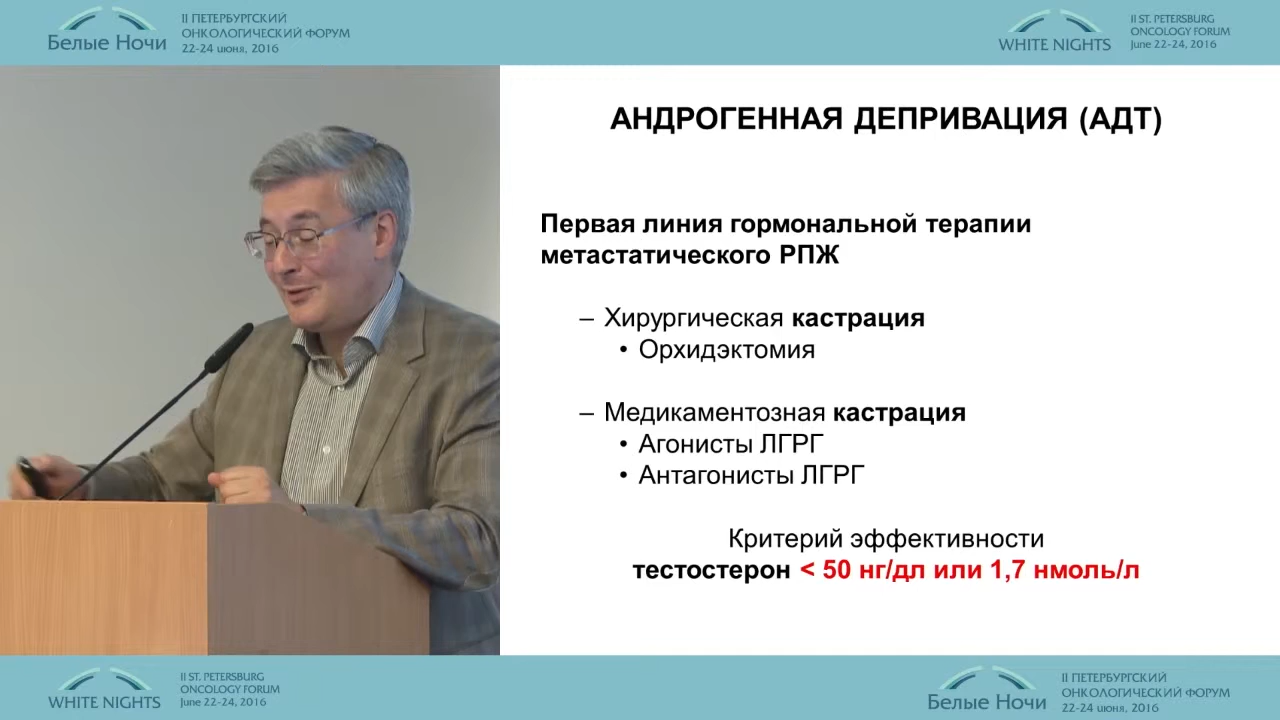 Белые Ночи
II ПЕТЕРБУРГСКИЙ
ОНКОЛОГИЧЕСКИЙ ФОРУМ
22-24 июня, 2016
WHITE NIGHTS
II ST. PETERSBURG
ONCOLOGY FORUM
June 22-24, 2016
АНДРОГЕННАЯ ДЕПРИВАЦИЯ (АДТ)
Первая линия гормональной терапии
метастатического РПЖ
– Хирургическая кастрация
• Орхидэктомия
– Медикаментозная кастрация
• Агонисты ЛГРГ
• Антагонисты ЛГРГ
Критерий эффективности
тестостерон < 50 нг/дл или 1,7 нмоль/л
WHITE NIGHTS
II ST. PETERSBURG
ONCOLOGY FORUM
June 22-24, 2016
Белые Ночи
II ПЕТЕРБУРГСКИЙ
ОНКОЛОГИЧЕСКИЙ ФОРУМ
22-24 июня, 2016